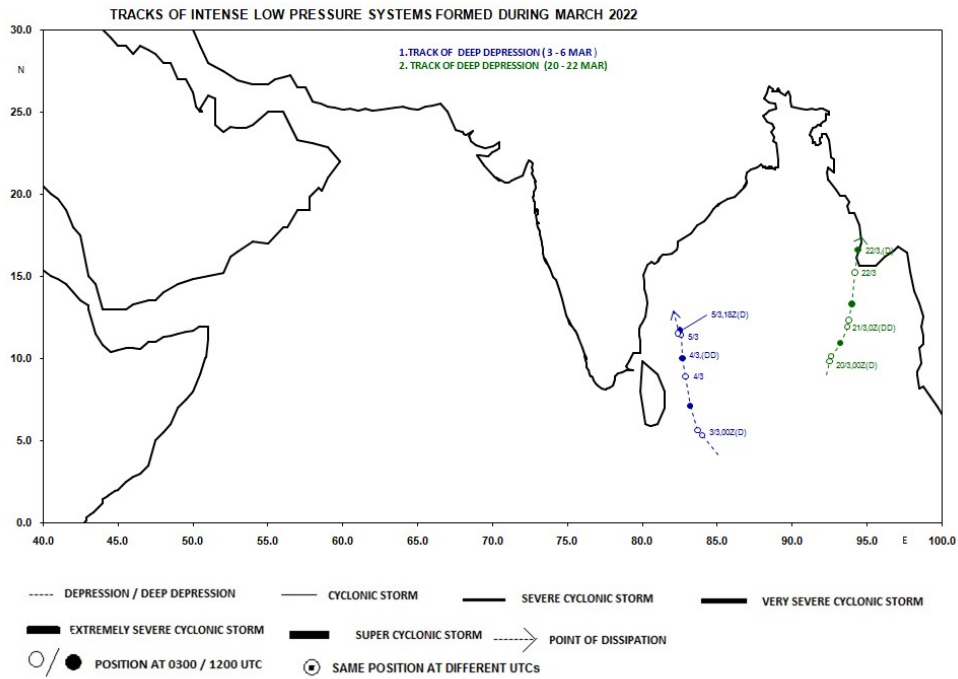 TRACKS OF INTENSE LOW PRESSURE SYSTEMS FORMED DURING MARCH 2022
30.0
N
1.TRACK OF DEEP DEPRESSION ( 3 - 6 MAR )
2. TRACK OF DEEP DEPRESSION (20 - 22 MAR)
25.0
20.0
22/3,(D)
22/3
15.0
5/3,18Z(D)
21/3,0Z(DD)
5/3
4/3,(DD)
10.0
20/3,00Z(D)
4/3
3/3,00Z(D)
5.0
0.0
40.0 45.0 50.0 55.0 60.0 65.0 70.0 75.0 80.0 85.0 90.0 95.0 E 100.0
DEPRESSION / DEEP DEPRESSION
CYCLONIC STORM
SEVERE CYCLONIC STORM
VERY SEVERE CYCLONIC STORM
EXTREMELY SEVERE CYCLONIC STORM
SUPER CYCLONIC STORM
POINT OF DISSIPATION
POSITION AT 0300 / 1200 UTC
SAME POSITION AT DIFFERENT UTCs